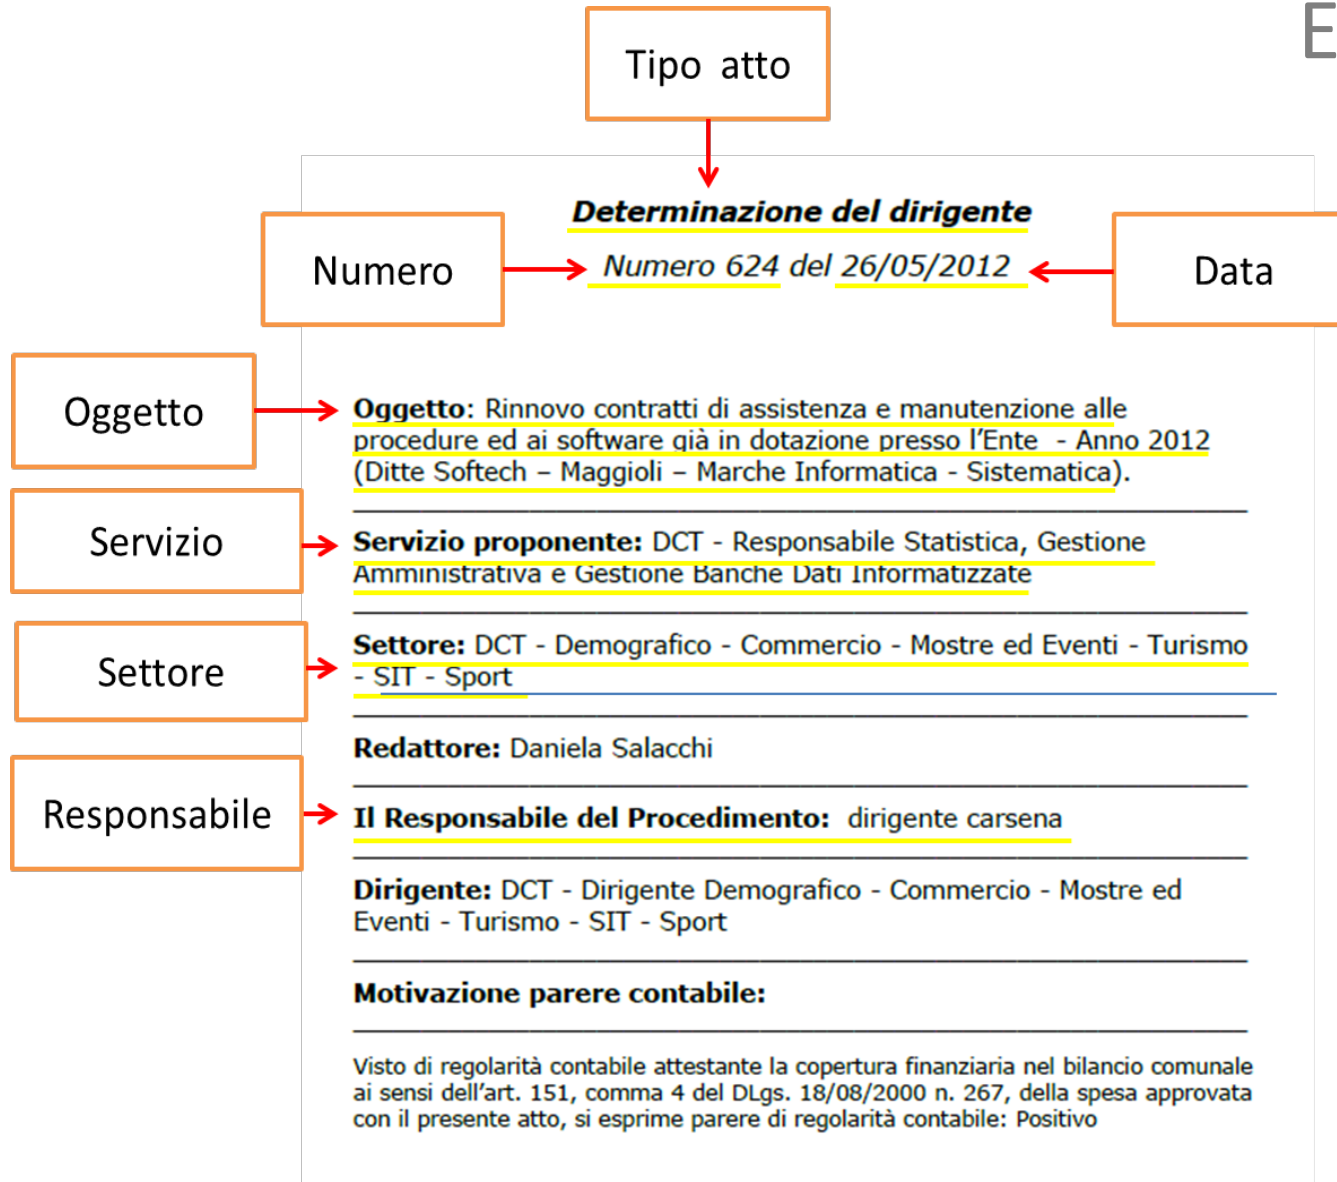 E
Tipo atto
Determinazione del dirigente
Numero
Numero 624 del 26/05/2012
Data
Oggetto
Oggetto: Rinnovo contratti di assistenza e manutenzione alle
procedure ed ai software già in dotazione presso l'Ente - Anno 2012
(Ditte Softech – Maggioli – Marche Informatica - Sistematica).
Servizio
Servizio proponente: DCT - Responsabile Statistica, Gestione
Amministrativa e Gestione Banche Dati Informatizzate
Settore
Settore: DCT - Demografico - Commercio - Mostre ed Eventi - Turismo
- SIT - Sport
Redattore: Daniela Salacchi
Responsabile
Il Responsabile del Procedimento: dirigente carsena
Dirigente: DCT - Dirigente Demografico - Commercio - Mostre ed
Eventi - Turismo - SIT - Sport
Motivazione parere contabile:
Visto di regolarità contabile attestante la copertura finanziaria nel bilancio comunale
ai sensi dell'art. 151, comma 4 del DLgs. 18/08/2000 n. 267, della spesa approvata
con il presente atto, si esprime parere di regolarità contabile: Positivo